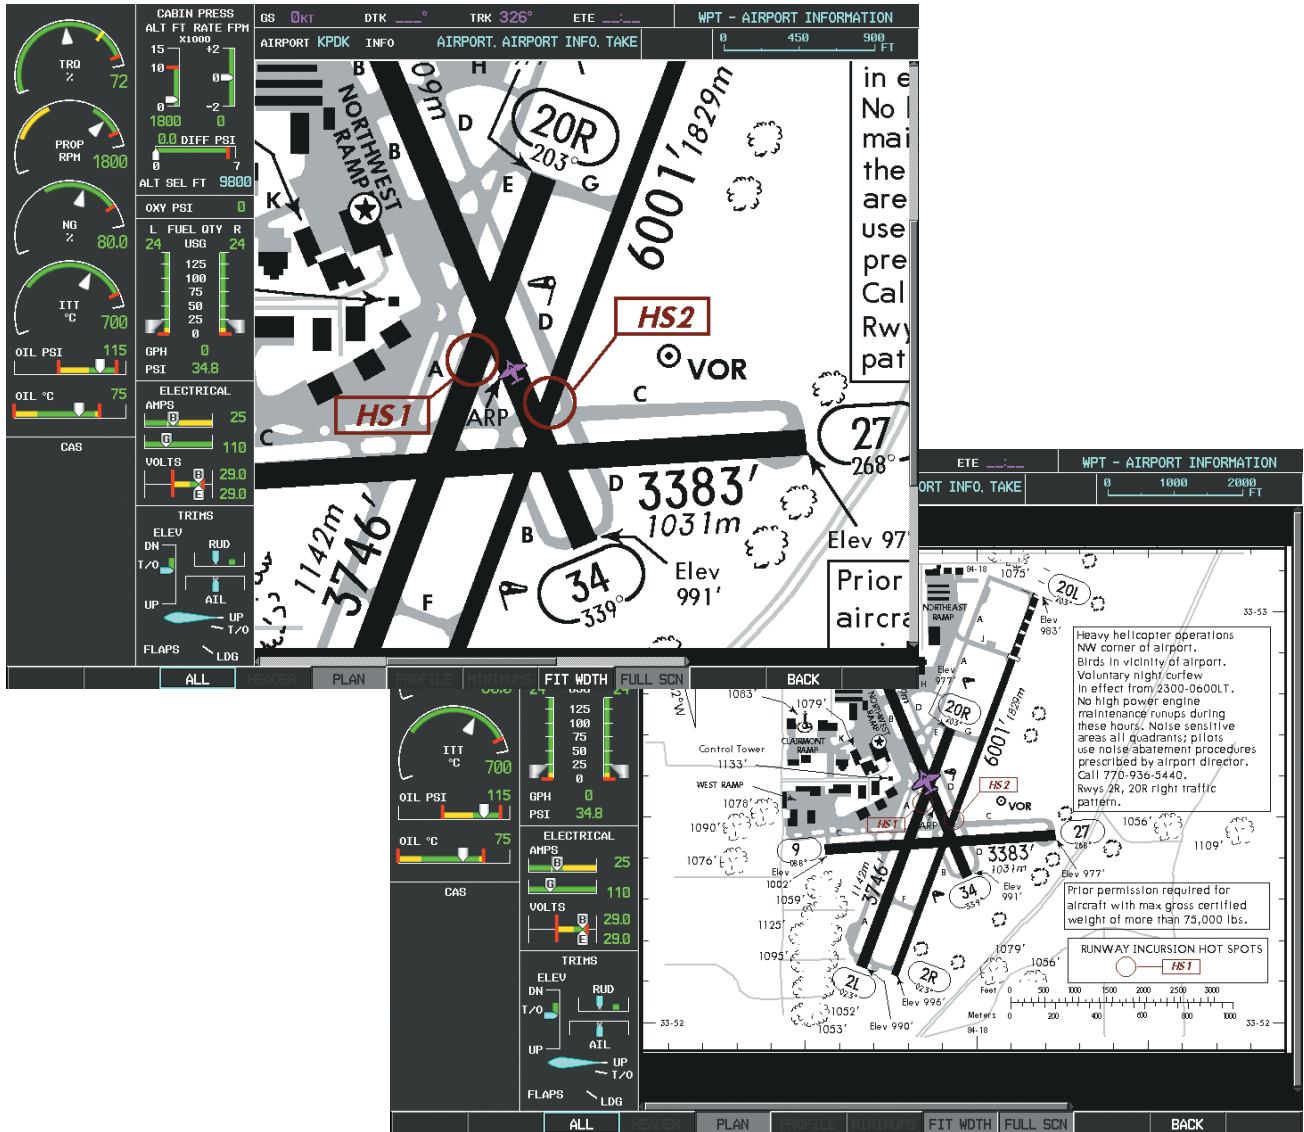 CABIN PRESS
ALT FT RATE FPM
X1000
15
+2
10
0
0
-2
1800
0
0.0 DIFF PSI
0
7
ALT SEL FT 9800
OXY PSI 0
L FUEL QTY R
24 USG 24
125
100
75
50
25
0
GPH 0
PSI 34.8
ELECTRICAL
AMPS
B
25
G
110
VOLTS
B
29.0
E
29.0
TRIMS
ELEV
DN
RUD
T/O
AIL
UP
UP
T/O
FLAPS
LDG
TRQ
%
72
PROP
RPM
1800
NG
%
80.0
ITT
°C
700
OIL PSI 115
OIL °C 75
CAS
GS 0KT DTK ___° TRK 326° ETE __:__
WPT - AIRPORT INFORMATION
AIRPORT KPDK INFO AIRPORT, AIRPORT INFO, TAKE
0 450 900
FT
B
H
NORTHWEST
RAMP
D
B
20R
203°
E
G
K
6001' 1829m
D
HS2
VOR
A
HS1
ARP
C
C
27
268°
D
3383'
1031m
1142m
3746'
B
34
339°
Elev
991'
F
Elev 97
in e
mai
the
are
use
pre
Cal
Rwy
pat
Prior
aircra
ALL HEADER PLAN PROFILE MINIMUMS FIT WDTH FULL SCN BACK
ETE __:__
WPT - AIRPORT INFORMATION
ORT INFO, TAKE
0 1000 2000
FT
ITT
°C
700
OIL PSI 115
OIL °C 75
CAS
125
100
75
50
25
0
GPH 0
PSI 34.8
ELECTRICAL
AMPS
B
25
G
110
VOLTS
B
29.0
E
29.0
TRIMS
ELEV
DN
RUD
T/O
AIL
UP
UP
T/O
FLAPS
LDG
84-18
1075'
20L
203°
33-53
NORTHEAST
RAMP
A
Elev
983'
J
A
Elev
977'
H
Heavy helicopter operations
NW corner of airport.
Birds in vicinity of airport.
Voluntary night curfew
in effect from 2300-0600LT.
No high power engine
maintenance runups during
these hours. Noise sensitive
areas all quadrants; pilots
use noise abatement procedures
prescribed by airport director.
Call 770-936-5440.
Rwys 2R, 20R right traffic
pattern.
2°W
1083'
1079'
NORTHWEST
RAMP
20R
203°
D
E
G
6001' 1829m
CLAIRMONT
RAMP
K
Control Tower
1133'
WEST RAMP
D
HS2
VOR
1078'
1090'
A
HS1
ARP
C
C
27
268°
1056'
1109'
9
088°
1076'
Elev
1002'
3383'
1031m
D
Elev 977'
1142m
3746'
B
34
339°
Elev
991'
1059'
F
Prior permission required for
aircraft with max gross certified
weight of more than 75,000 lbs.
1125'
A
1095'
1079'
1056'
RUNWAY INCURSION HOT SPOTS
HS1
2L
023°
2R
023°
Elev 996'
1052'
1053'
Elev 990'
Feet 0 500 1000 1500 2000 2500 3000
Meters 0 200 400 600 800 1000
84-18
33-52
33-52
ALL HEADER PLAN PROFILE MINIMUMS FIT WDTH FULL SCN BACK